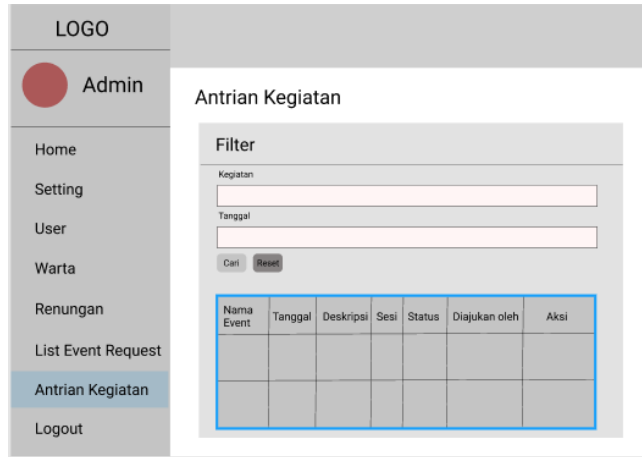 LOGO
Admin
Home
Setting
User
Warta
Renungan
List Event Request
Antrian Kegiatan
Logout
Antrian Kegiatan
Filter
Kegiatan
Tanggal
Cari Reset
Nama Event Tanggal Deskripsi Sesi Status Diajukan oleh Aksi